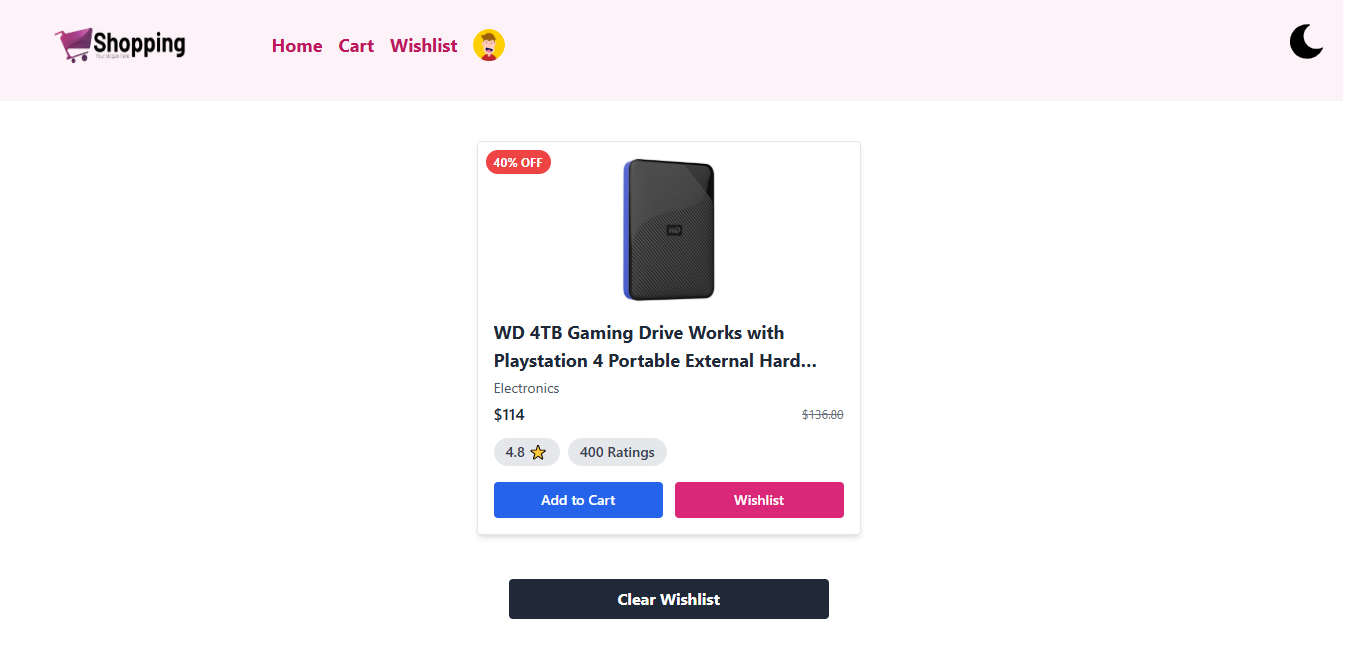 Shopping
Home Cart Wishlist
40% OFF
WD
WD 4TB Gaming Drive Works with
Playstation 4 Portable External Hard...
Electronics
$114 $136.80
4.8 400 Ratings
Add to Cart Wishlist
Clear Wishlist